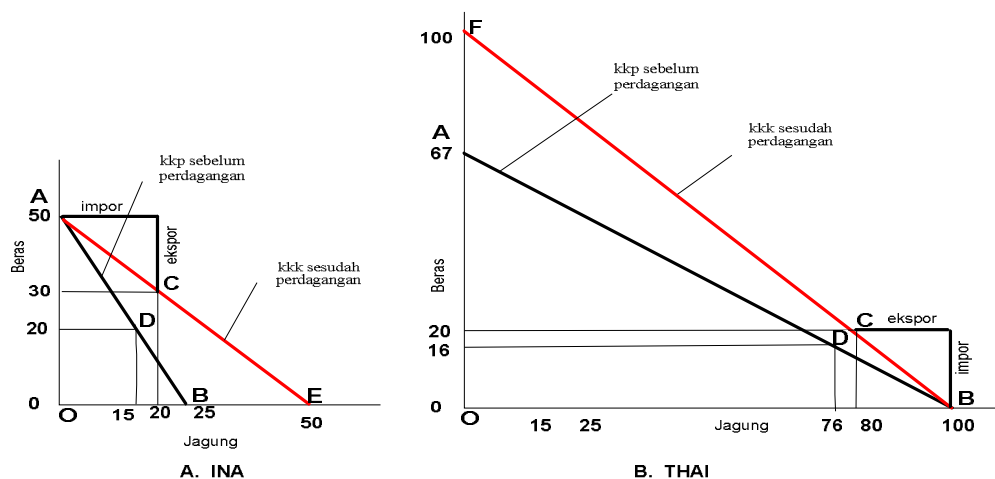 kkp sebelum
perdagangan
A
50
impor
ekspor
Beras
30
C
kkk sesudah
perdagangan
20
D
0
O
B
E
15
20
25
50
Jagung
A. INA
F
100
kkp sebelum
perdagangan
A
67
kkk sesudah
perdagangan
Beras
20
C
ekspor
D
16
impor
0
O
B
15
25
Jagung
76
80
100
B. THAI